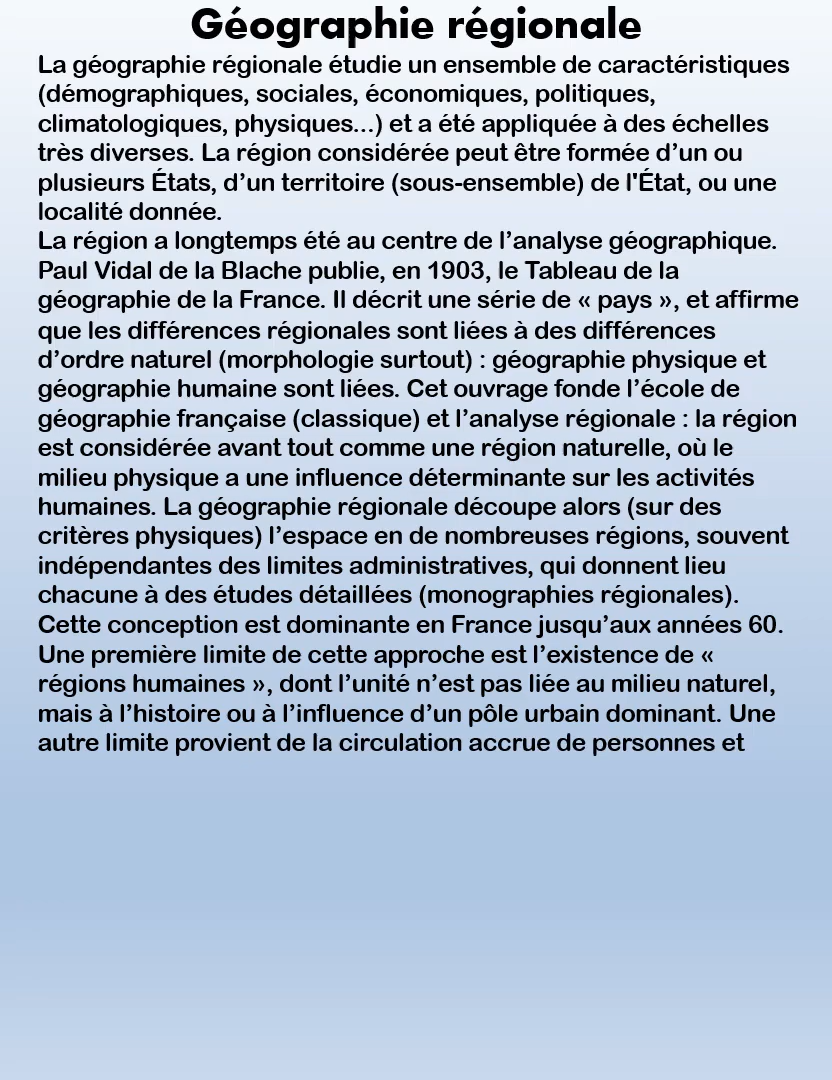 Géographie régionale
La géographie régionale étudie un ensemble de caractéristiques
(démographiques, sociales, économiques, politiques,
climatologiques, physiques...) et a été appliquée à des échelles
très diverses. La région considérée peut être formée d’un ou
plusieurs États, d’un territoire (sous-ensemble) de l'État, ou une
localité donnée.
La région a longtemps été au centre de l’analyse géographique.
Paul Vidal de la Blache publie, en 1903, le Tableau de la
géographie de la France. Il décrit une série de « pays », et affirme
que les différences régionales sont liées à des différences
d’ordre naturel (morphologie surtout) : géographie physique et
géographie humaine sont liées. Cet ouvrage fonde l’école de
géographie française (classique) et l’analyse régionale : la région
est considérée avant tout comme une région naturelle, où le
milieu physique a une influence déterminante sur les activités
humaines. La géographie régionale découpe alors (sur des
critères physiques) l’espace en de nombreuses régions, souvent
indépendantes des limites administratives, qui donnent lieu
chacune à des études détaillées (monographies régionales).
Cette conception est dominante en France jusqu’aux années 60.
Une première limite de cette approche est l’existence de «
régions humaines », dont l’unité n’est pas liée au milieu naturel,
mais à l’histoire ou à l’influence d’un pôle urbain dominant. Une
autre limite provient de la circulation accrue de personnes et